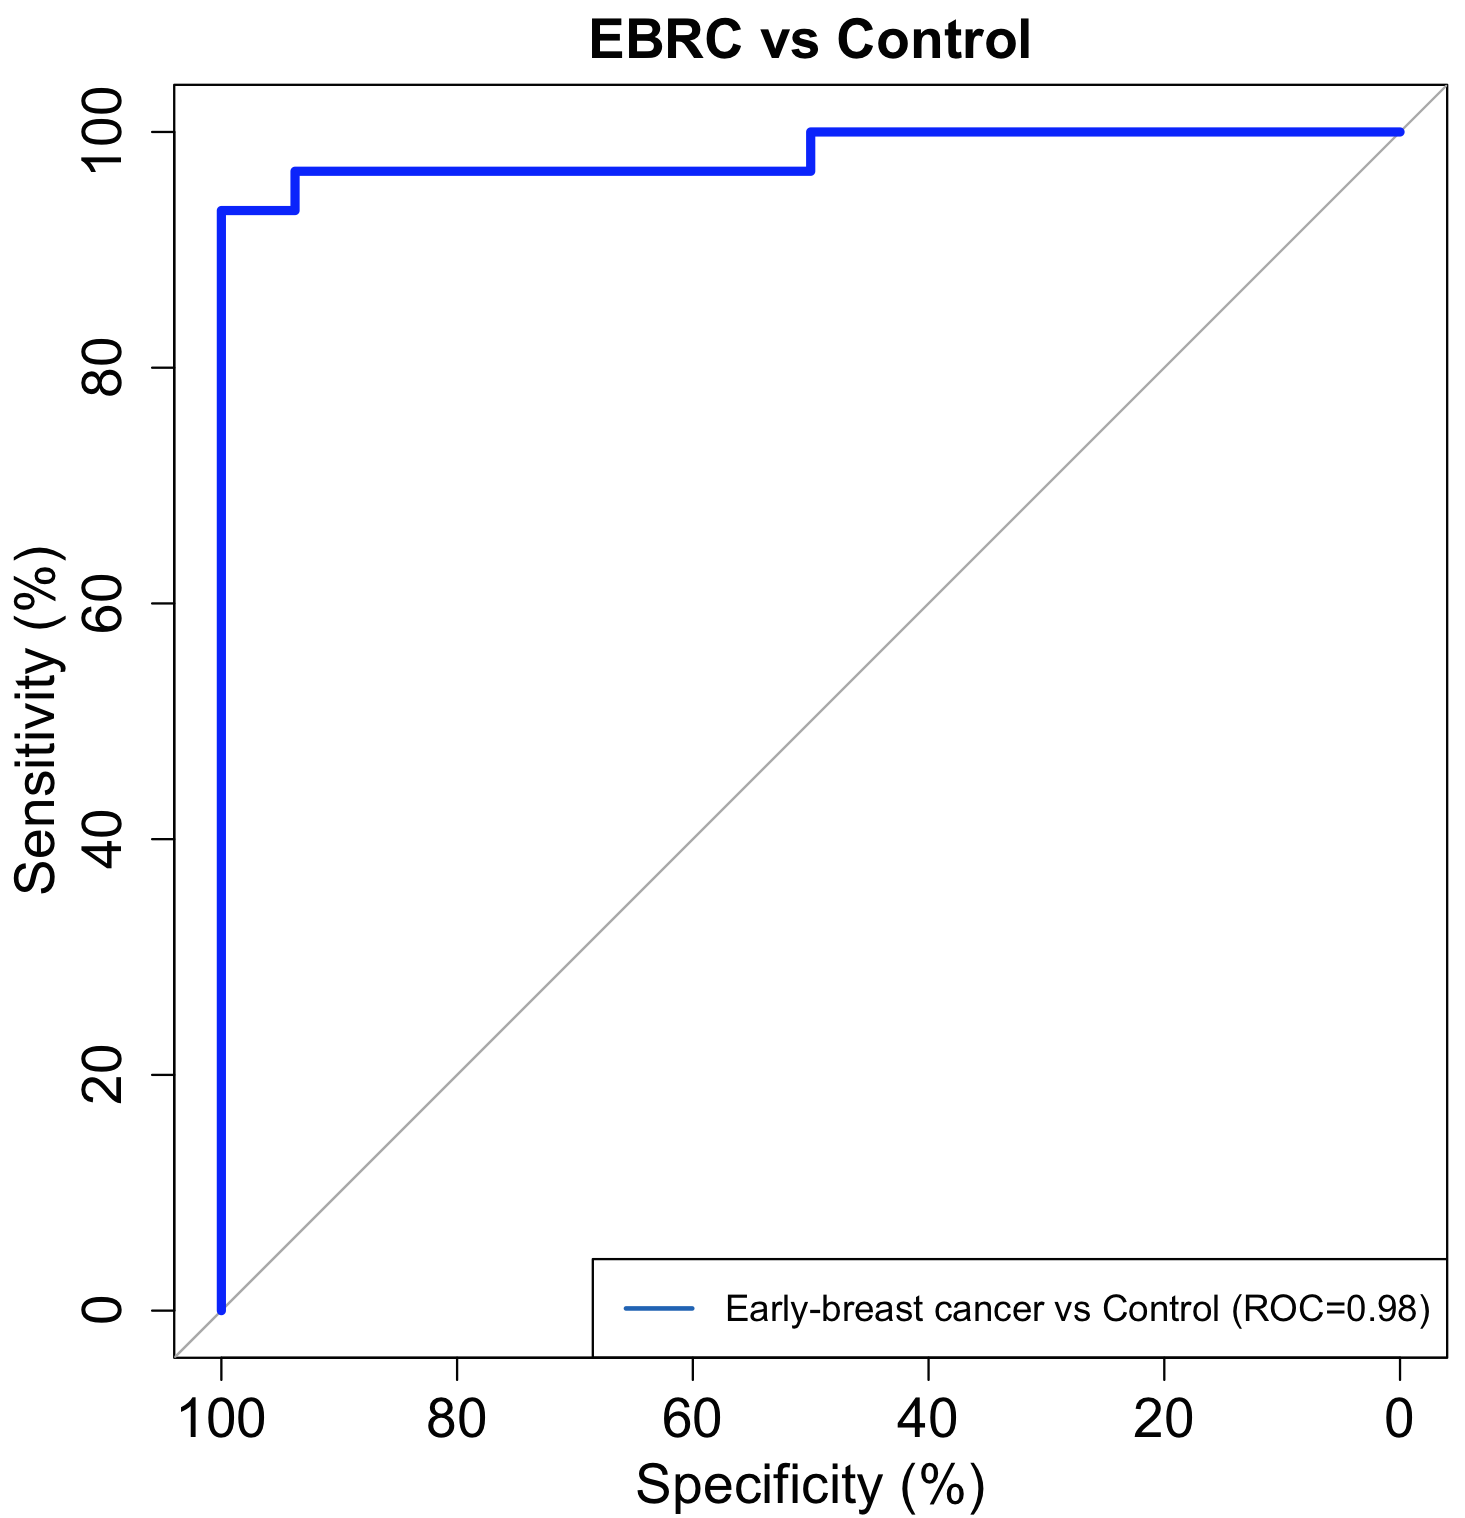 EBRC vs Control
Sensitivity (%)
100
80
60
40
20
0
Early-breast cancer vs Control (ROC=0.98)
100 80 60 40 20 0
Specificity (%)